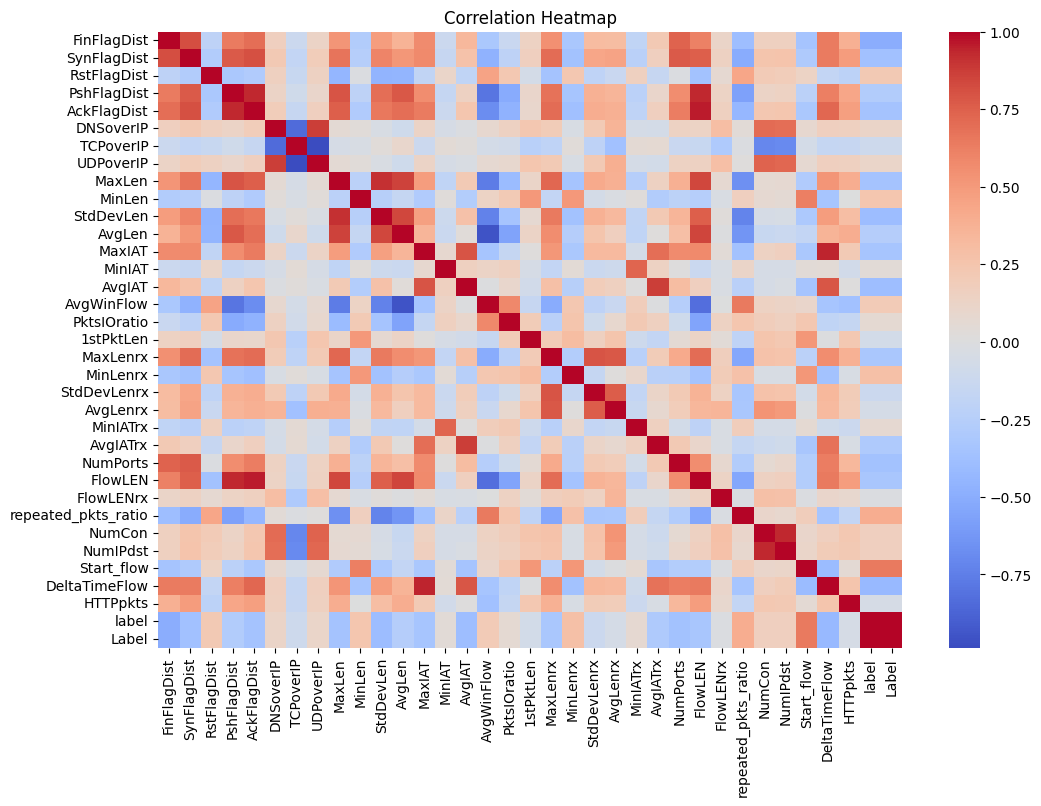 Correlation Heatmap
FinFlagDist
SynFlagDist
RstFlagDist
PshFlagDist
AckFlagDist
DNSoverIP
TCPoverIP
UDPoverIP
MaxLen
MinLen
StdDevLen
AvgLen
MaxIAT
MinIAT
AvgIAT
AvgWinFlow
PktsIOratio
1stPktLen
MaxLenrx
MinLenrx
StdDevLenrx
AvgLenrx
MinIATrx
AvgIATrx
NumPorts
FlowLEN
FlowLENrx
repeated_pkts_ratio
NumCon
NumIPdst
Start_flow
DeltaTimeFlow
HTTPpkts
label
Label
FinFlagDist
SynFlagDist
RstFlagDist
PshFlagDist
AckFlagDist
DNSoverIP
TCPoverIP
UDPoverIP
MaxLen
MinLen
StdDevLen
AvgLen
MaxIAT
MinIAT
AvgIAT
AvgWinFlow
PktsIOratio
1stPktLen
MaxLenrx
MinLenrx
StdDevLenrx
AvgLenrx
MinIATrx
AvgIATrx
NumPorts
FlowLEN
FlowLENrx
repeated_pkts_ratio
NumCon
NumIPdst
Start_flow
DeltaTimeFlow
HTTPpkts
label
Label
1.00
0.75
0.50
0.25
0.00
−0.25
−0.50
−0.75